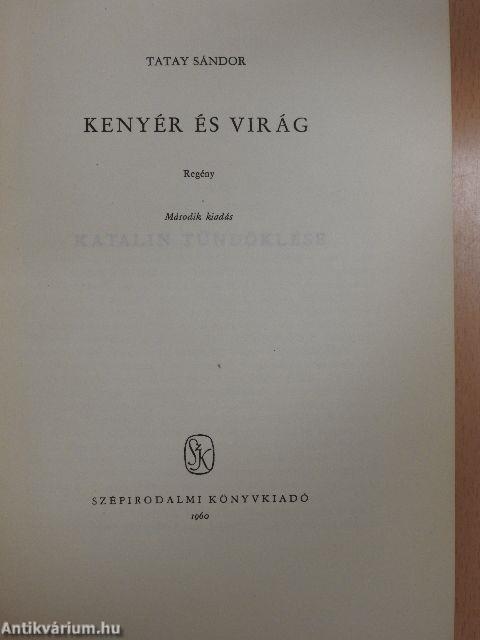 TATAY SÁNDOR
KENYÉR ÉS VIRÁG
Regény
Második kiadás
KATALIN TÜNDÖKLÉSE
SzK
SZÉPIRODALMI KÖNYVKIADÓ
1960
Antikvárium.hu